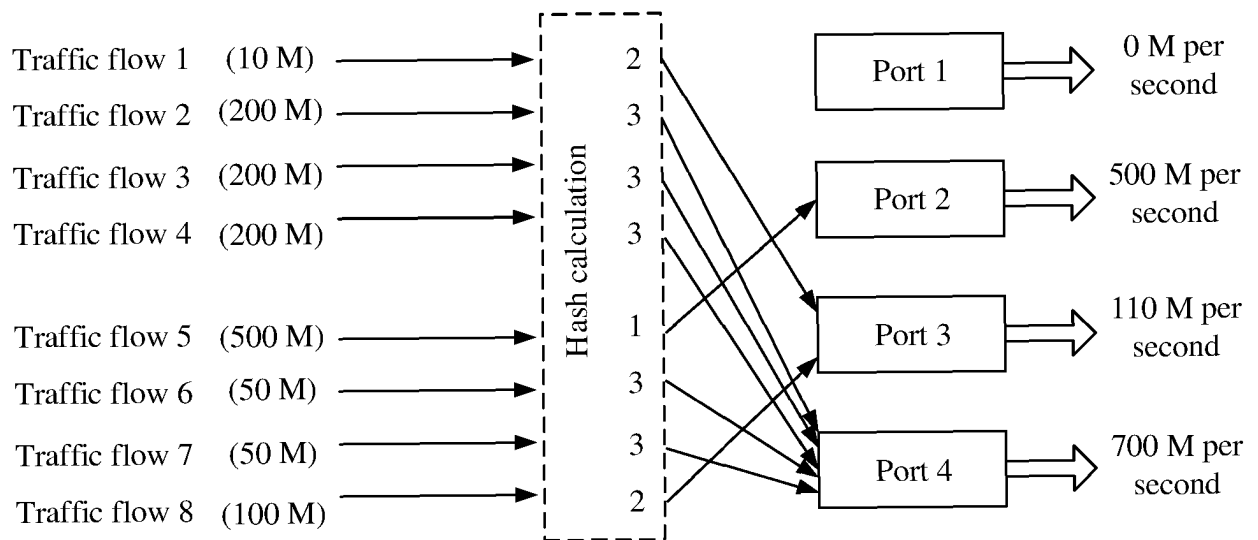 Traffic flow 1 (10 M)
Traffic flow 2 (200 M)
Traffic flow 3 (200 M)
Traffic flow 4 (200 M)
Traffic flow 5 (500 M)
Traffic flow 6 (50 M)
Traffic flow 7 (50 M)
Traffic flow 8 (100 M)
Hash calculation
2
3
3
3
1
3
3
2
Port 1
0 M per
second
Port 2
500 M per
second
Port 3
110 M per
second
Port 4
700 M per
second